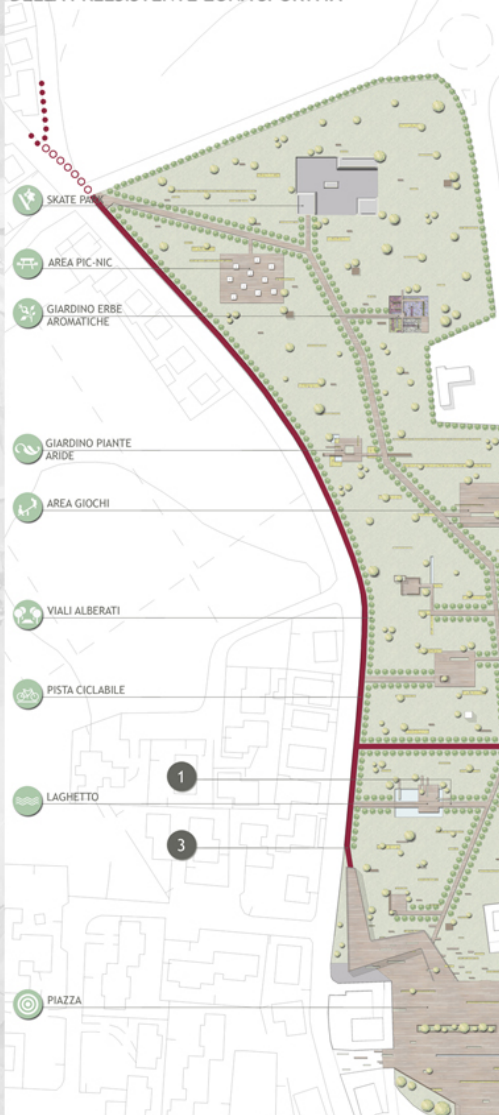 SKATE PARK
AREA PIC-NIC
GIARDINO ERBE
AROMATICHE
GIARDINO PIANTE
ARIDE
AREA GIOCHI
VIALI ALBERATI
PISTA CICLABILE
1
LAGHETTO
3
PIAZZA